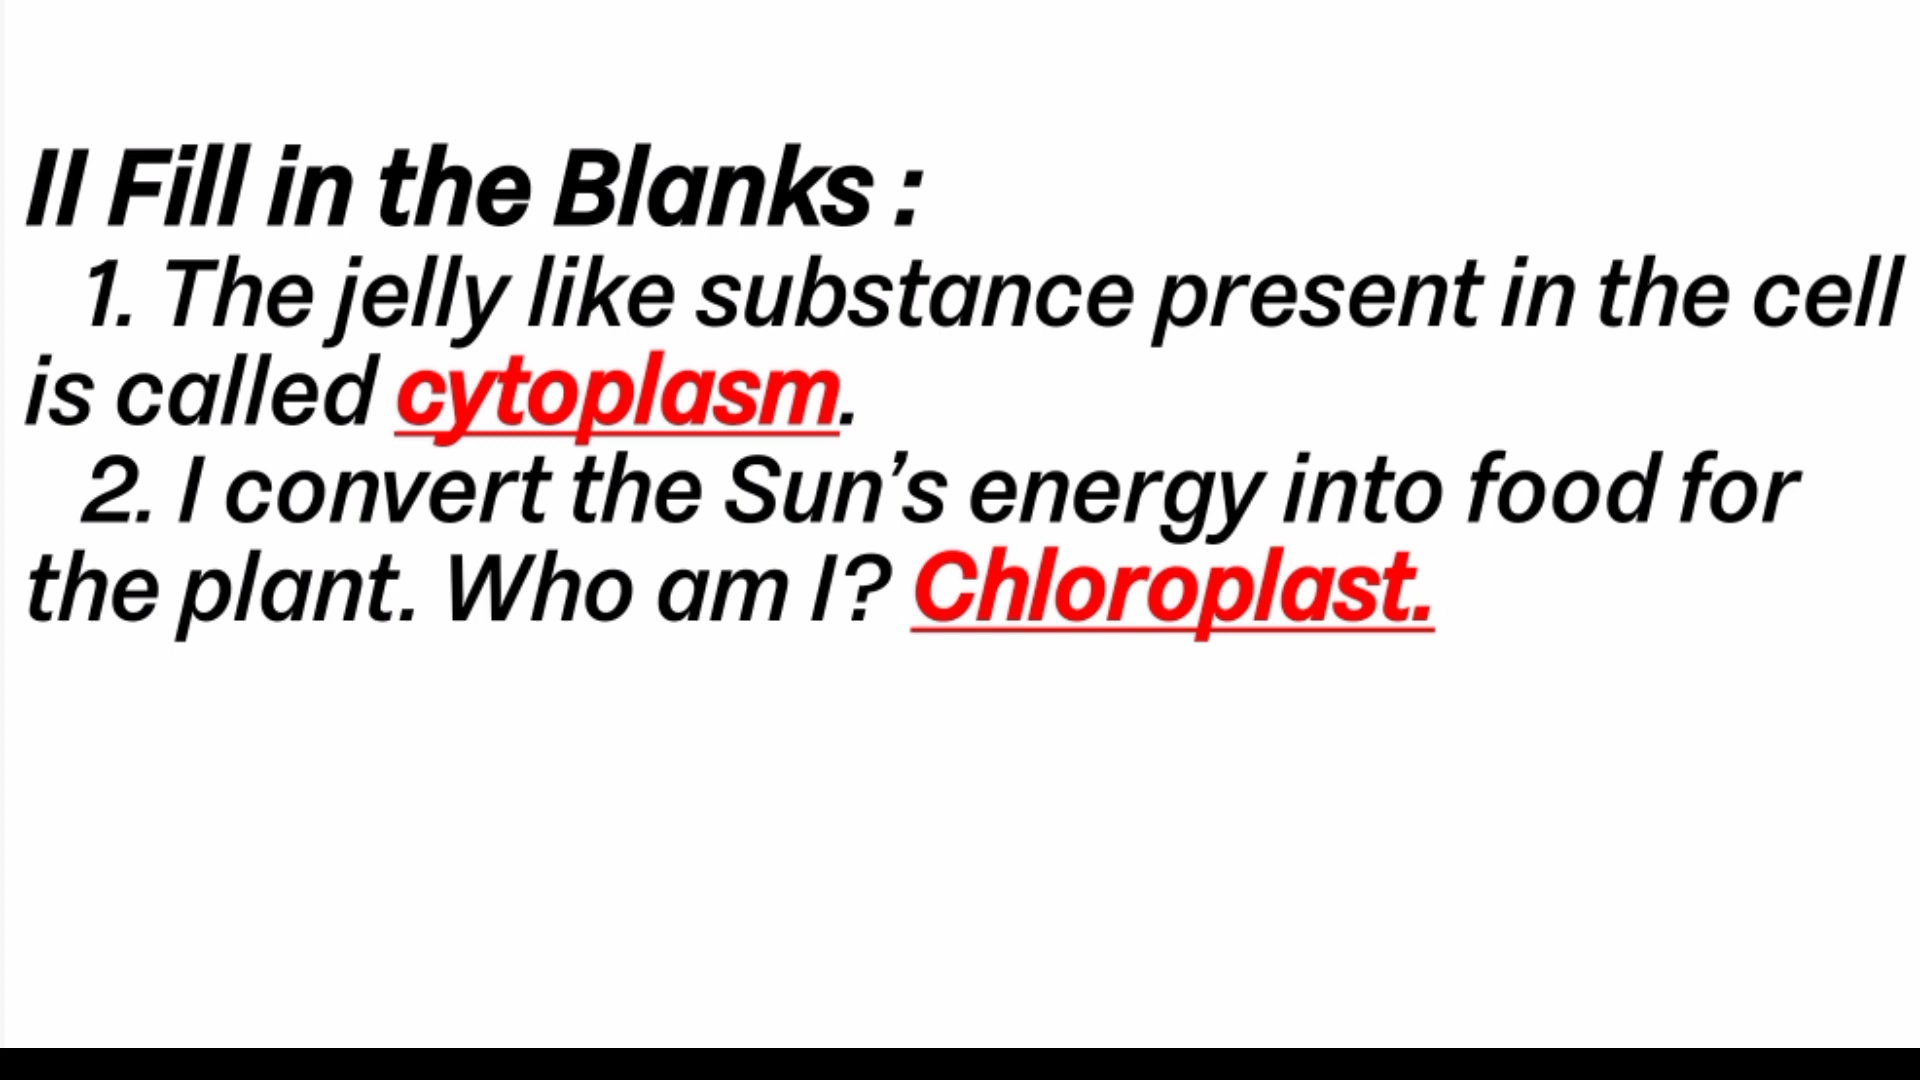 II Fill in the Blanks :
1. The jelly like substance present in the cell
is called cytoplasm.
2. I convert the Sun’s energy into food for
the plant. Who am I? Chloroplast.